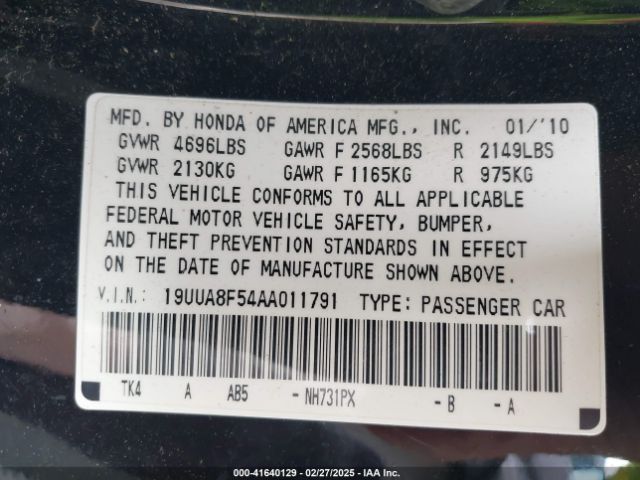 MFD. BY HONDA OF AMERICA MFG., INC. 01/'10
GVWR 4696LBS GAWR F 2568LBS R 2149LBS
GVWR 2130KG GAWR F 1165KG R 975KG
THIS VEHICLE CONFORMS TO ALL APPLICABLE
FEDERAL MOTOR VEHICLE SAFETY, BUMPER,
AND THEFT PREVENTION STANDARDS IN EFFECT
ON THE DATE OF MANUFACTURE SHOWN ABOVE.
V.I.N.: 19UUA8F54AA011791 TYPE: PASSENGER CAR
TK4 A AB5 -NH731PX -B -A
000-41640129 - 02/27/2025 - IAA Inc.